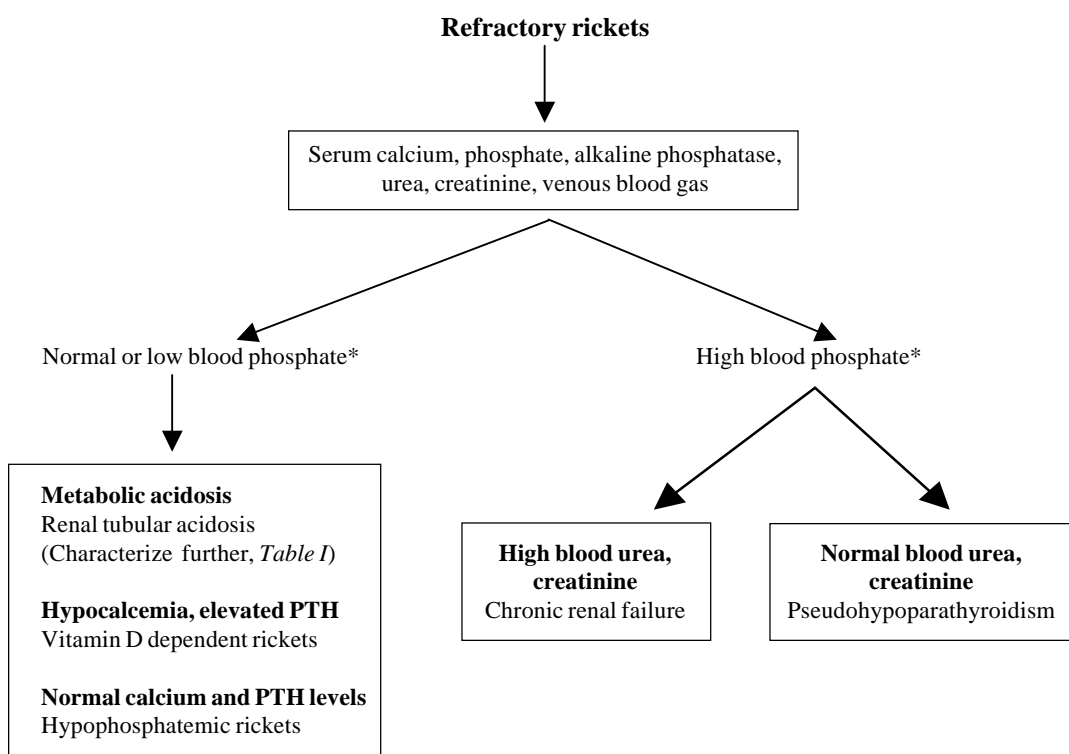 Refractory rickets
Serum calcium, phosphate, alkaline phosphatase,
urea, creatinine, venous blood gas
Normal or low blood phosphate*
High blood phosphate*
Metabolic acidosis
Renal tubular acidosis
(Characterize further, Table I)
Hypocalcemia, elevated PTH
Vitamin D dependent rickets
Normal calcium and PTH levels
Hypophosphatemic rickets
High blood urea,
creatinine
Chronic renal failure
Normal blood urea,
creatinine
Pseudohypoparathyroidism